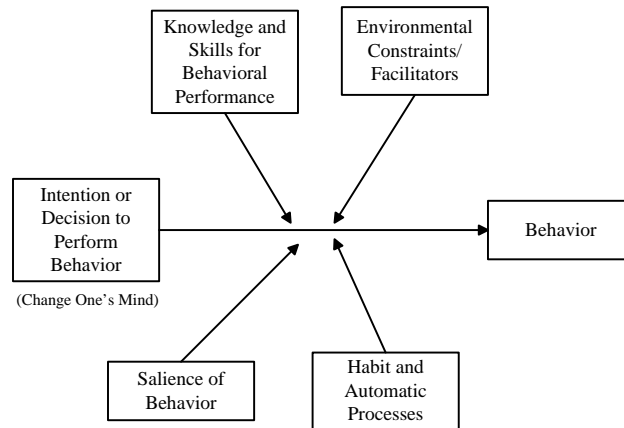 Knowledge and
Skills for
Behavioral
Performance
Environmental
Constraints/
Facilitators
Intention or
Decision to
Perform
Behavior
(Change One's Mind)
Behavior
Salience of
Behavior
Habit and
Automatic
Processes